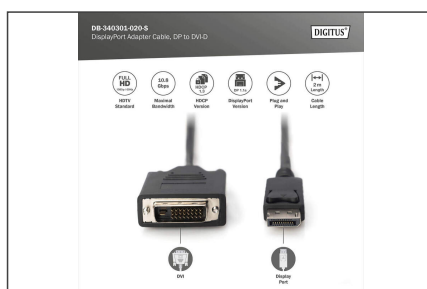 DB-340301-020-S
DisplayPort Adapter Cable, DP to DVI-D
DIGITUS®
FULL
HD
10.8
Gbps
HDCP
1.3
DP 1.1a
2 m
Length
HDTV
Standard
Maximal
Bandwidth
HDCP
Version
DisplayPort
Version
Plug and
Play
Cable
Length
DVI
Display
Port